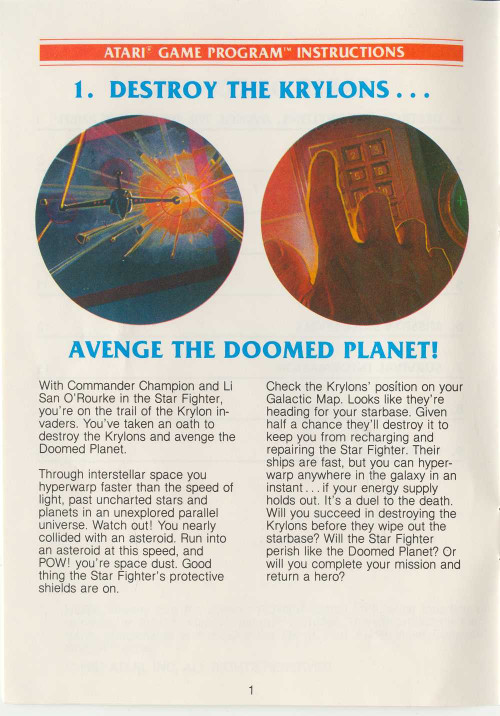 ATARI® GAME PROGRAM™ INSTRUCTIONS
1. DESTROY THE KRYLONS...
AVENGE THE DOOMED PLANET!
With Commander Champion and Li
San O'Rourke in the Star Fighter,
you're on the trail of the Krylon in-
vaders. You've taken an oath to
destroy the Krylons and avenge the
Doomed Planet.
Through interstellar space you
hyperwarp faster than the speed of
light, past uncharted stars and
planets in an unexplored parallel
universe. Watch out! You nearly
collided with an asteroid. Run into
an asteroid at this speed, and
POW! you're space dust. Good
thing the Star Fighter's protective
shields are on.
Check the Krylons' position on your
Galactic Map. Looks like they're
heading for your starbase. Given
half a chance they'll destroy it to
keep you from recharging and
repairing the Star Fighter. Their
ships are fast, but you can hyper-
warp anywhere in the galaxy in an
instant...if your energy supply
holds out. It's a duel to the death.
Will you succeed in destroying the
Krylons before they wipe out the
starbase? Will the Star Fighter
perish like the Doomed Planet? Or
will you complete your mission and
return a hero?
1